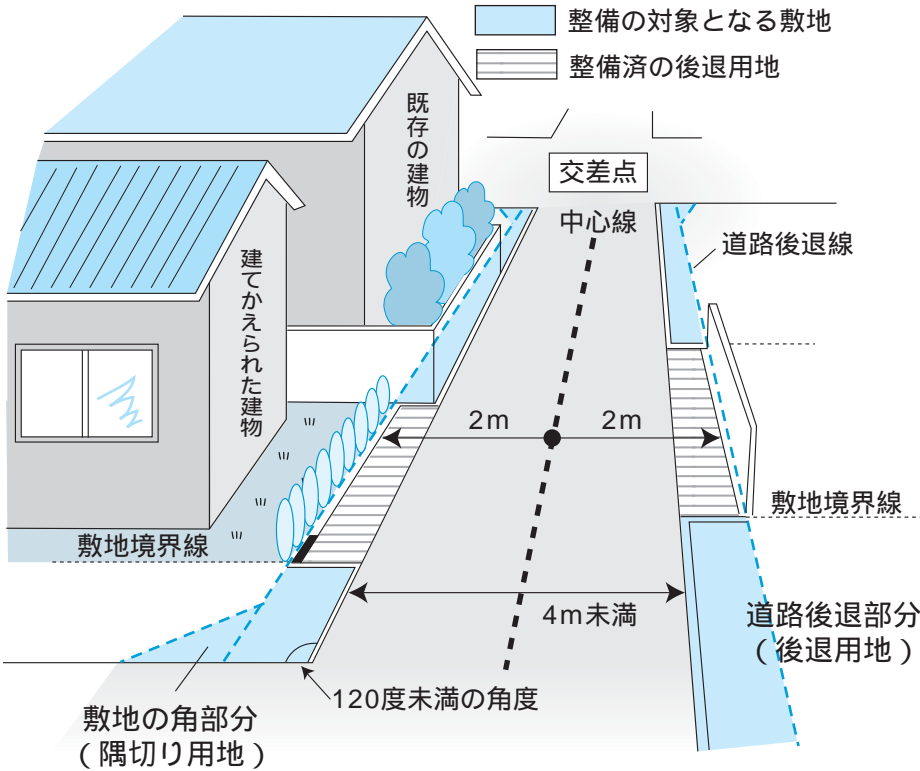 整備の対象となる敷地
整備済の後退用地
既存の建物
交差点
中心線
道路後退線
建てかえられた建物
2m
2m
敷地境界線
敷地境界線
4m未満
道路後退部分
(後退用地)
120度未満の角度
敷地の角部分
(隅切り用地)